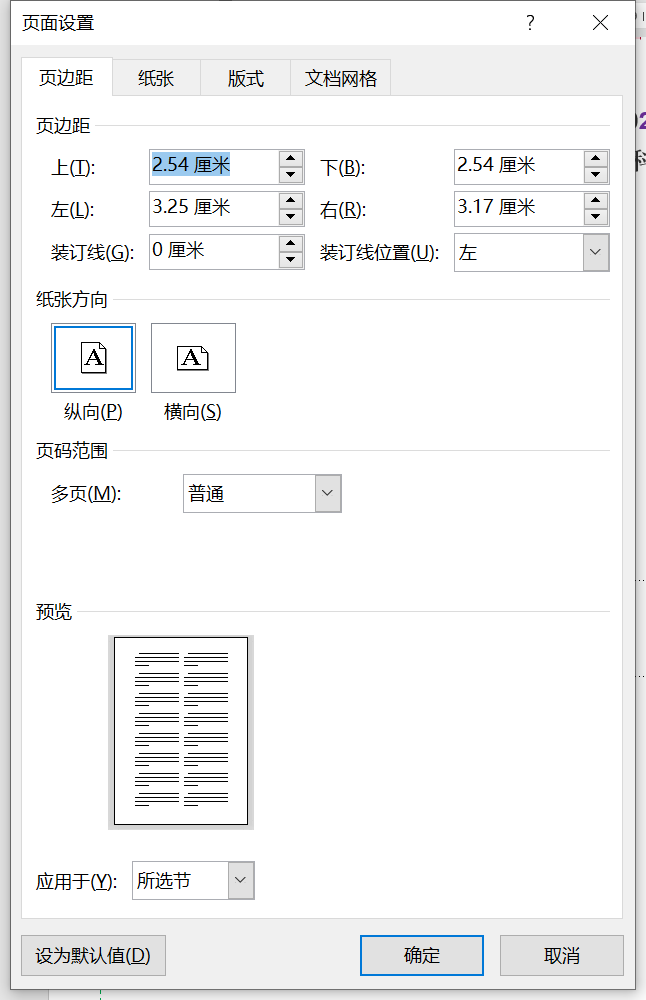 页面设置 ?
页边距 纸张 版式 文档网格
页边距
上(T): 2.54 厘米 下(B): 2.54 厘米
左(L): 3.25 厘米 右(R): 3.17 厘米
装订线(G): 0 厘米 装订线位置(U): 左
纸张方向
A A
纵向(P) 横向(S)
页码范围
多页(M): 普通
预览
应用于(Y): 所选节
设为默认值(D) 确定 取消